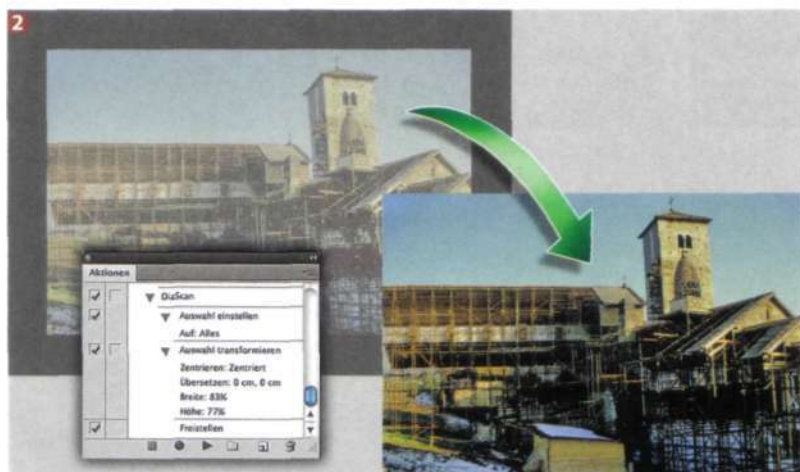 2
Aktionen
DiaScan
Auswahl einstellen
Auf: Alles
Auswahl transformieren
Zentrieren: Zentriert
Übersetzen: 0 cm, 0 cm
Breite: 83%
Höhe: 77%
Freistellen